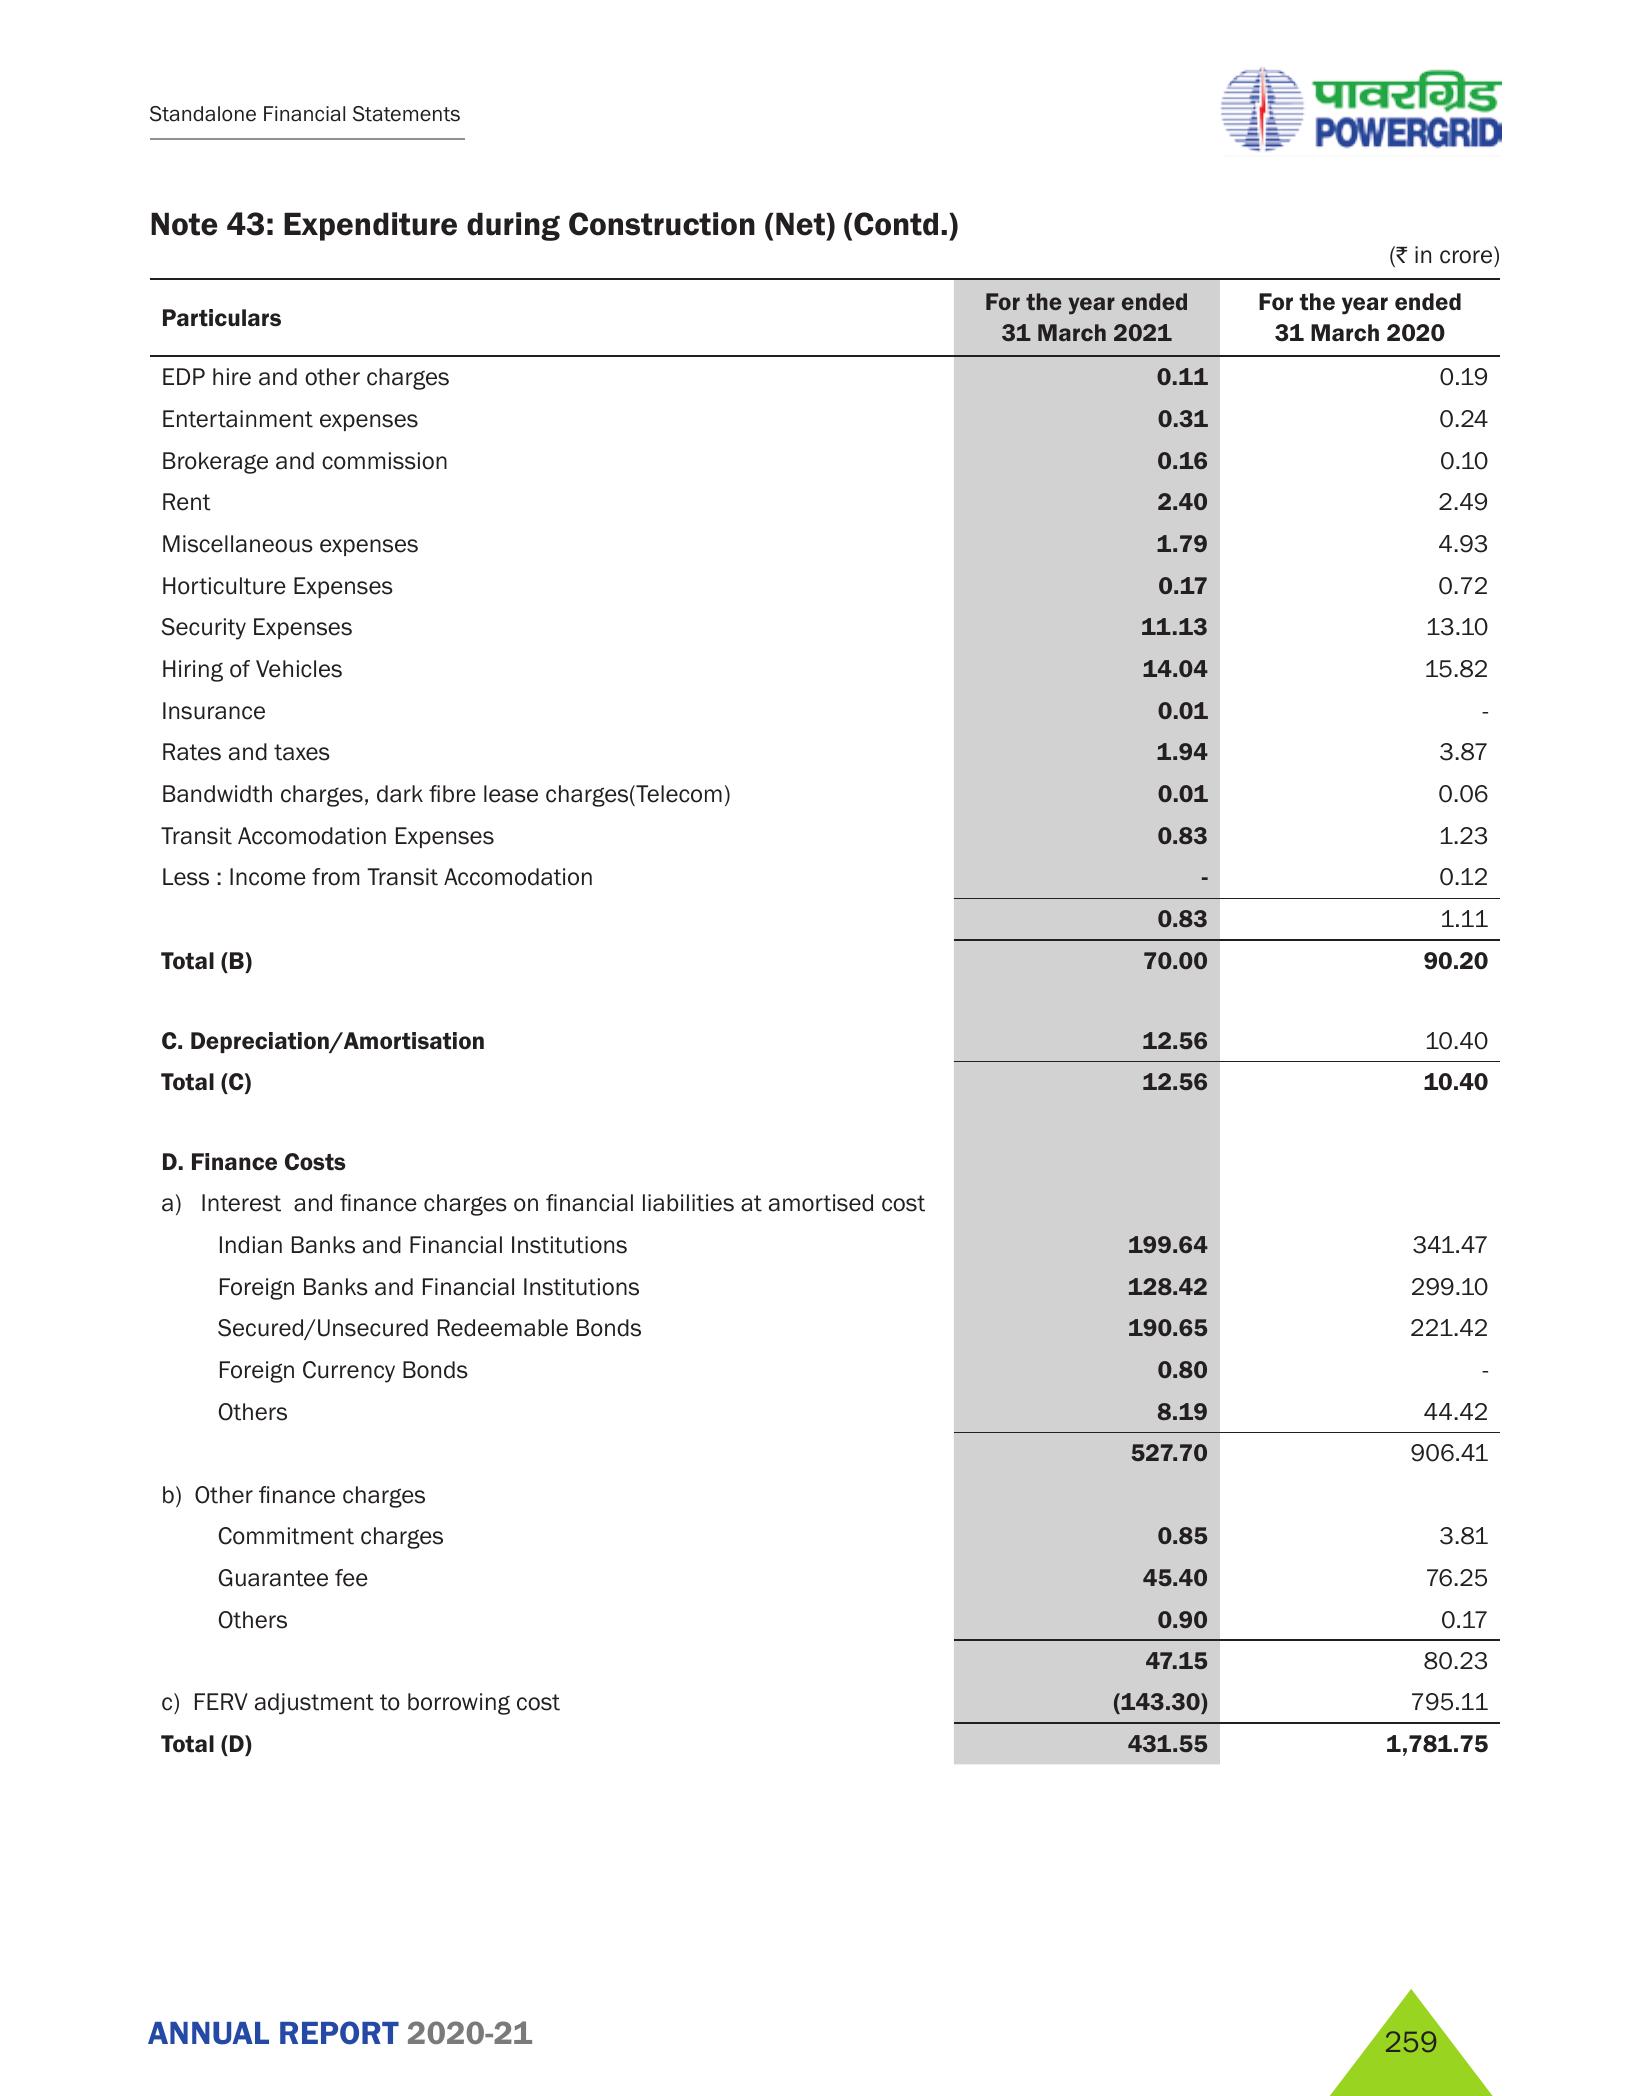 Standalone Financial Statements
पावरग्रिड
POWERGRID
Note 43: Expenditure during Construction (Net) (Contd.)
(₹ in crore)
Particulars For the year ended 31 March 2021 For the year ended 31 March 2020
EDP hire and other charges 0.11 0.19
Entertainment expenses 0.31 0.24
Brokerage and commission 0.16 0.10
Rent 2.40 2.49
Miscellaneous expenses 1.79 4.93
Horticulture Expenses 0.17 0.72
Security Expenses 11.13 13.10
Hiring of Vehicles 14.04 15.82
Insurance 0.01 -
Rates and taxes 1.94 3.87
Bandwidth charges, dark fibre lease charges(Telecom) 0.01 0.06
Transit Accomodation Expenses 0.83 1.23
Less : Income from Transit Accomodation - 0.12
0.83 1.11
Total (B) 70.00 90.20
C. Depreciation/Amortisation 12.56 10.40
Total (C) 12.56 10.40
D. Finance Costs
a) Interest and finance charges on financial liabilities at amortised cost
Indian Banks and Financial Institutions 199.64 341.47
Foreign Banks and Financial Institutions 128.42 299.10
Secured/Unsecured Redeemable Bonds 190.65 221.42
Foreign Currency Bonds 0.80 -
Others 8.19 44.42
527.70 906.41
b) Other finance charges
Commitment charges 0.85 3.81
Guarantee fee 45.40 76.25
Others 0.90 0.17
47.15 80.23
c) FERV adjustment to borrowing cost (143.30) 795.11
Total (D) 431.55 1,781.75
ANNUAL REPORT 2020-21
259